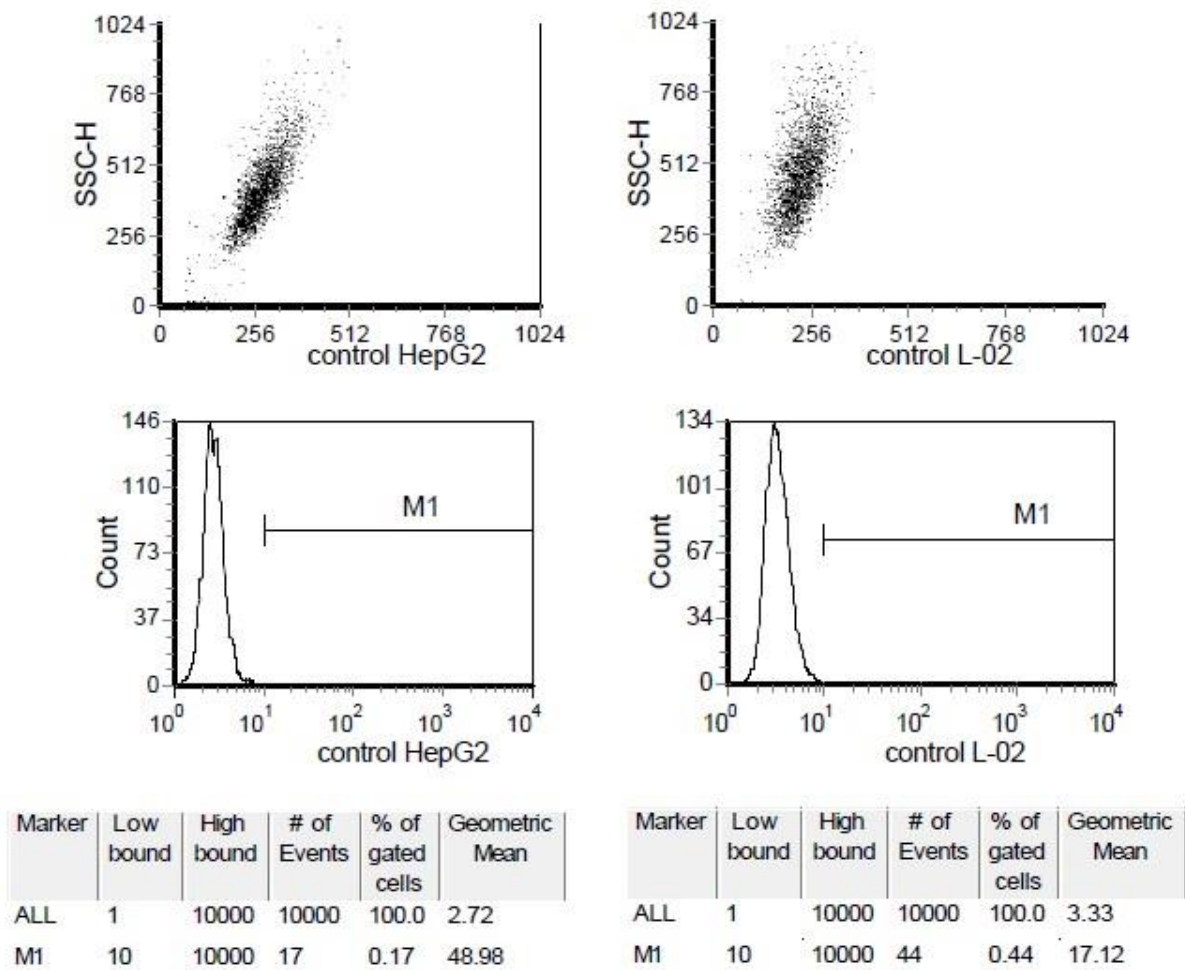 1024
768
512
256
0
SSC-H
0 256 512 768 1024
control HepG2
1024
768
512
256
0
SSC-H
0 256 512 768 1024
control L-02
146
110
73
37
0
Count
M1
10^0 10^1 10^2 10^3 10^4
control HepG2
134
101
67
34
0
Count
M1
10^0 10^1 10^2 10^3 10^4
control L-02
Marker Low bound High bound # of Events % of gated cells Geometric Mean
ALL 1 10000 10000 100.0 2.72
M1 10 10000 17 0.17 48.98
Marker Low bound High bound # of Events % of gated cells Geometric Mean
ALL 1 10000 10000 100.0 3.33
M1 10 10000 44 0.44 17.12